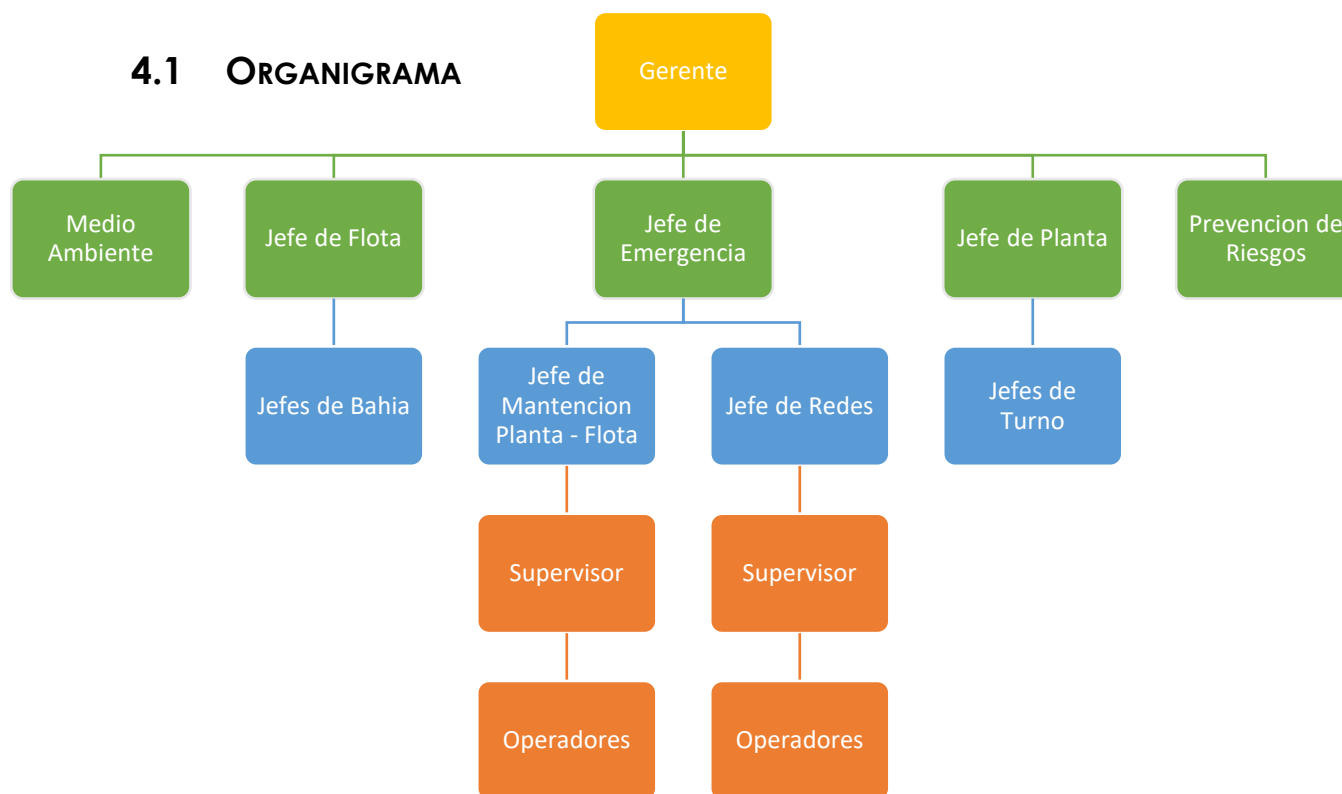 4.1 ORGANIGRAMA
Gerente
Medio
Ambiente
Jefe de Flota
Jefe de
Emergencia
Jefe de Planta
Prevencion de
Riesgos
Jefes de Bahia
Jefe de
Mantencion
Planta - Flota
Jefe de Redes
Jefes de
Turno
Supervisor
Supervisor
Operadores
Operadores